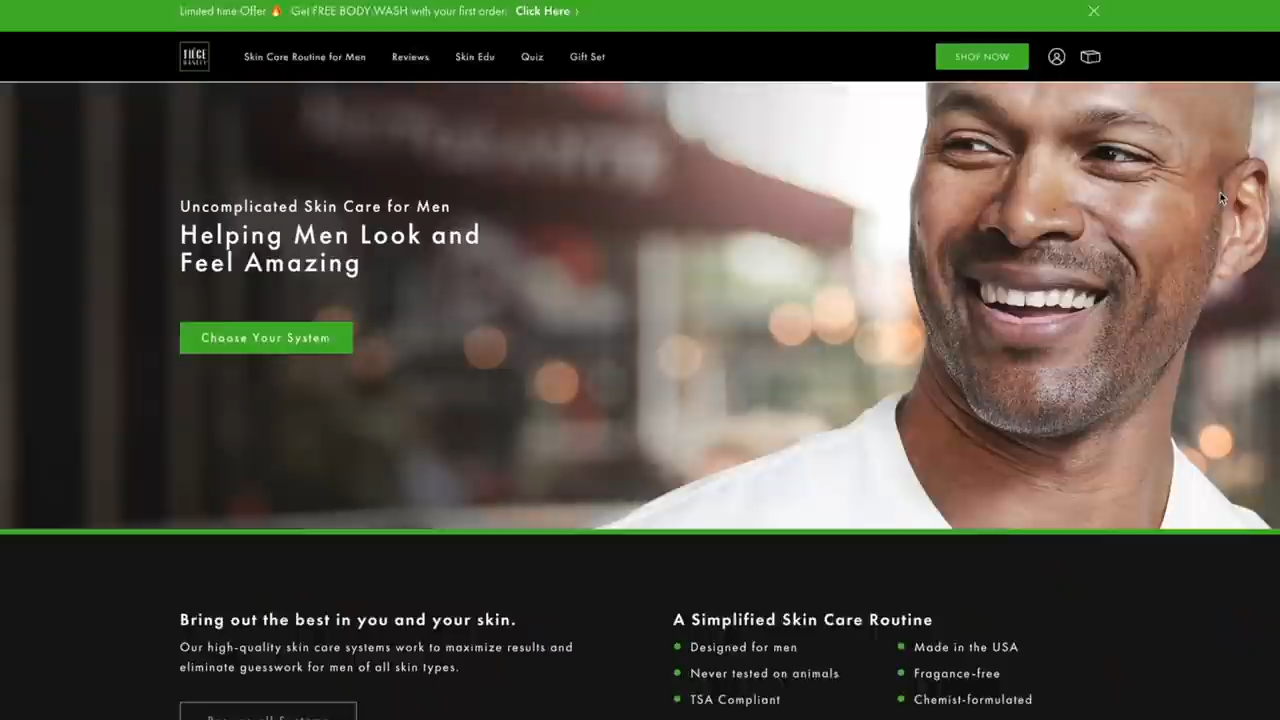 Limited time Offer 🔥 Get FREE BODY WASH with your first order. Click Here ›
TIÈGE
HANLEY
Skin Care Routine for Men Reviews Skin Edu Quiz Gift Set
SHOP NOW
Uncomplicated Skin Care for Men
Helping Men Look and
Feel Amazing
Choose Your System
Bring out the best in you and your skin.
Our high-quality skin care systems work to maximize results and
eliminate guesswork for men of all skin types.
A Simplified Skin Care Routine
Designed for men
Never tested on animals
TSA Compliant
Made in the USA
Fragance-free
Chemist-formulated